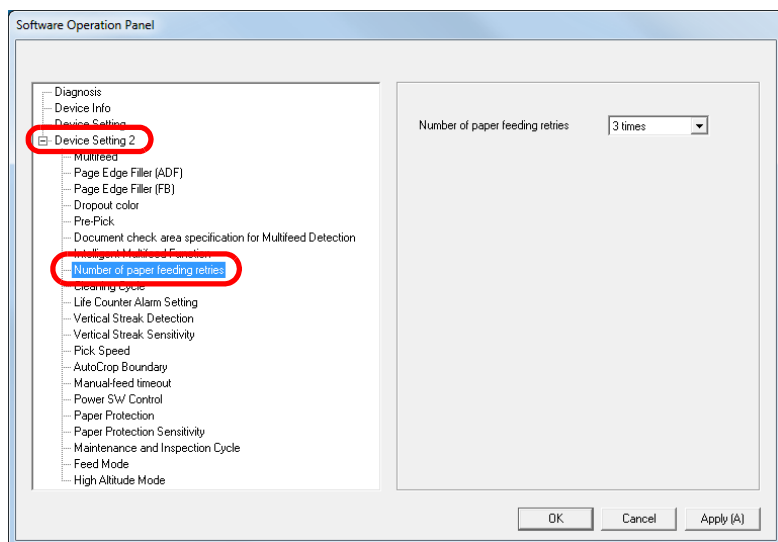 Software Operation Panel
Diagnosis
Device Info
Device Setting
Device Setting 2
Multifeed
Page Edge Filler (ADF)
Page Edge Filler (FB)
Dropout color
Pre-Pick
Document check area specification for Multifeed Detection
Intelligent Multifeed Function
Number of paper feeding retries
Cleaning Cycle
Life Counter Alarm Setting
Vertical Streak Detection
Vertical Streak Sensitivity
Pick Speed
AutoCrop Boundary
Manual-feed timeout
Power SW Control
Paper Protection
Paper Protection Sensitivity
Maintenance and Inspection Cycle
Feed Mode
High Altitude Mode
Number of paper feeding retries 3 times
OK Cancel Apply (A)